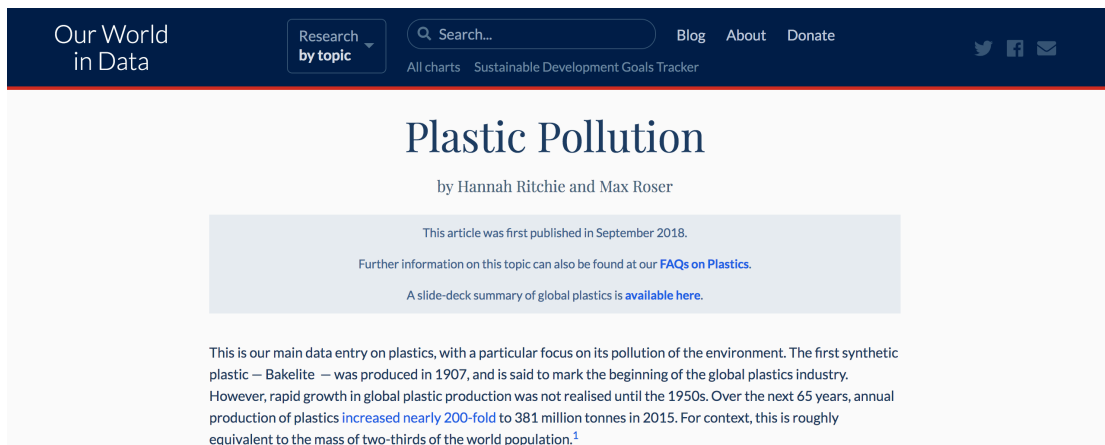 Our World
in Data
Research
by topic
Search...
Blog About Donate
All charts Sustainable Development Goals Tracker
Plastic Pollution
by Hannah Ritchie and Max Roser
This article was first published in September 2018.
Further information on this topic can also be found at our FAQs on Plastics.
A slide-deck summary of global plastics is available here.
This is our main data entry on plastics, with a particular focus on its pollution of the environment. The first synthetic
plastic — Bakelite — was produced in 1907, and is said to mark the beginning of the global plastics industry.
However, rapid growth in global plastic production was not realised until the 1950s. Over the next 65 years, annual
production of plastics increased nearly 200-fold to 381 million tonnes in 2015. For context, this is roughly
equivalent to the mass of two-thirds of the world population.1